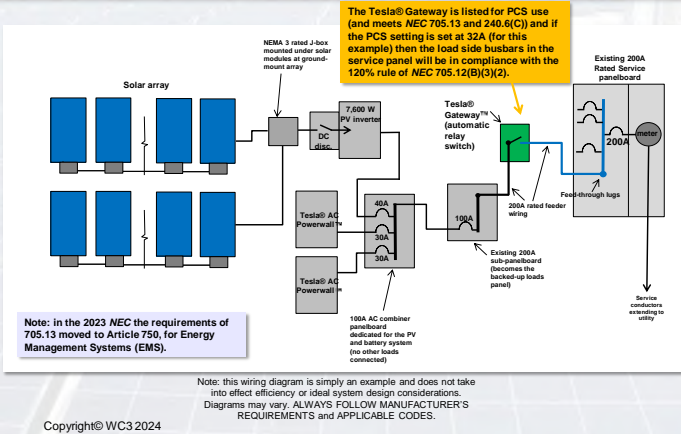 The Tesla® Gateway is listed for PCS use
(and meets NEC 705.13 and 240.6(C)) and if
the PCS setting is set at 32A (for this
example) then the load side busbars in the
service panel will be in compliance with the
120% rule of NEC 705.12(B)(3)(2).
NEMA 3 rated J-box
mounted under solar
modules at ground-
mount array
Solar array
7,600 W
PV inverter
DC
disc.
Tesla®
Gateway™
(automatic
relay
switch)
Existing 200A
Rated Service
panelboard
200A
meter
Feed-through lugs
200A rated feeder
wiring
Tesla® AC
Powerwall™
Tesla® AC
Powerwall™
40A
30A
30A
100A
Existing 200A
sub-panelboard
(becomes the
backed-up loads
panel)
100A AC combiner
panelboard
dedicated for the PV
and battery system
(no other loads
connected)
Service
conductors
extending to
utility
Note: in the 2023 NEC the requirements of
705.13 moved to Article 750, for Energy
Management Systems (EMS).
Note: this wiring diagram is simply an example and does not take
into effect efficiency or ideal system design considerations.
Diagrams may vary. ALWAYS FOLLOW MANUFACTURER'S
REQUIREMENTS and APPLICABLE CODES.
Copyright© WC3 2024